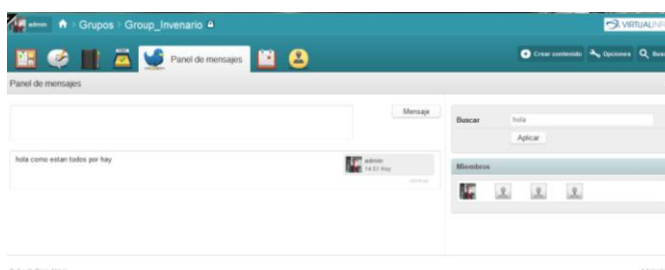 admin > Grupos > Group_Invenario
VIRTUALINF
Panel de mensajes
Crear contenido Opciones Q Bus
Panel de mensajes
Mensaje
Buscar hola
Aplicar
hola como estan todos por hay
admin
14:51 Hoy
Miembros